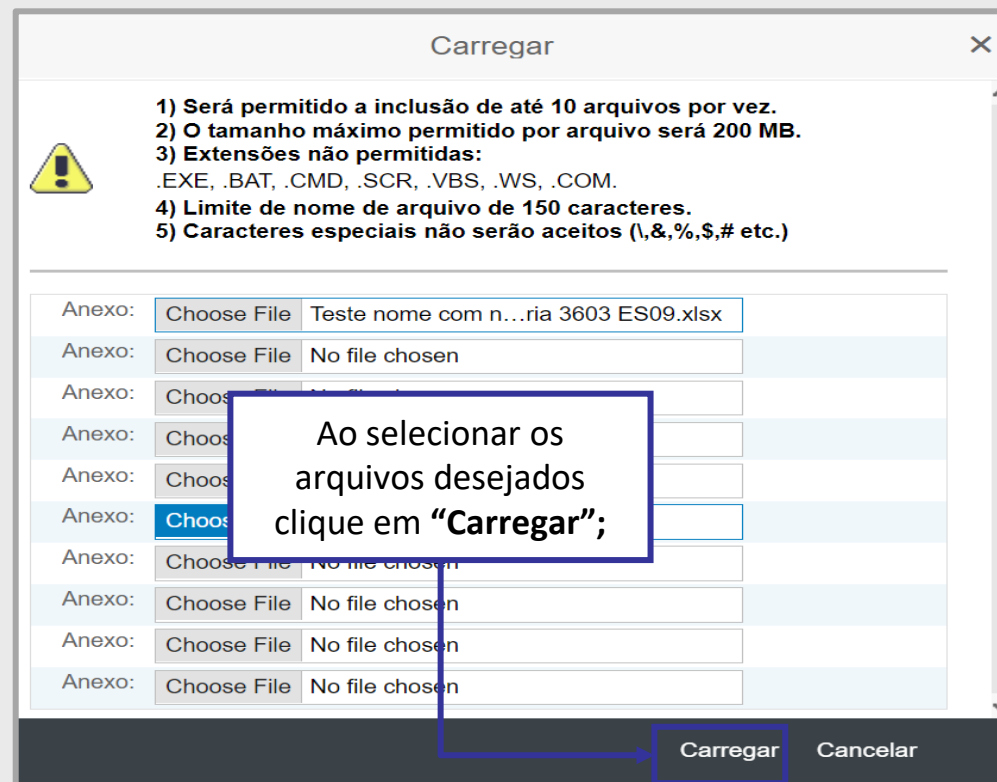 Carregar
1) Será permitido a inclusão de até 10 arquivos por vez.
2) O tamanho máximo permitido por arquivo será 200 MB.
3) Extensões não permitidas:
.EXE, .BAT, .CMD, .SCR, .VBS, .WS, .COM.
4) Limite de nome de arquivo de 150 caracteres.
5) Caracteres especiais não serão aceitos (\,&,%,$,# etc.)
Anexo: Choose File Teste nome com n...ria 3603 ES09.xlsx
Anexo: Choose File No file chosen
Anexo:
Anexo:
Anexo:
Anexo:
Ao selecionar os
arquivos desejados
clique em “Carregar”;
Anexo: Choose File No file chosen
Anexo: Choose File No file chosen
Anexo: Choose File No file chosen
Anexo: Choose File No file chosen
Carregar Cancelar